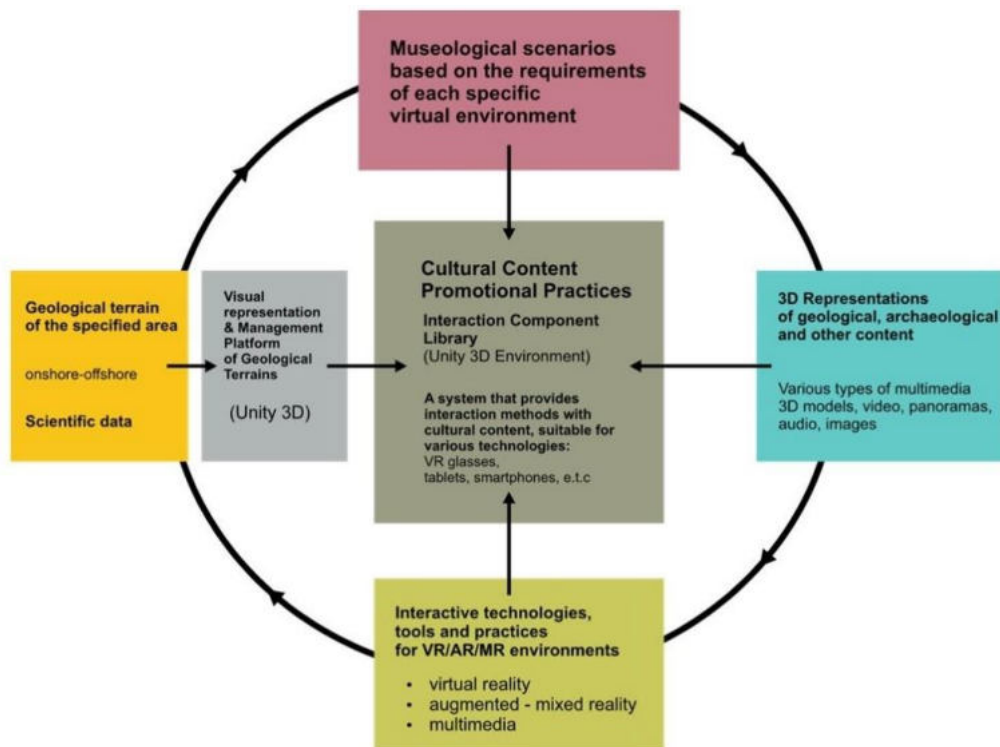 Museological scenarios
based on the requirements
of each specific
virtual environment
Geological terrain
of the specified area
onshore-offshore
Scientific data
Visual
representation
& Management
Platform
of Geological
Terrains
(Unity 3D)
Cultural Content
Promotional Practices
Interaction Component
Library
(Unity 3D Environment)
A system that provides
interaction methods with
cultural content, suitable for
various technologies:
VR glasses,
tablets, smartphones, e.t.c
3D Representations
of geological, archaeological
and other content
Various types of multimedia
3D models, video, panoramas,
audio, images
Interactive technologies,
tools and practices
for VR/AR/MR environments
• virtual reality
• augmented - mixed reality
• multimedia